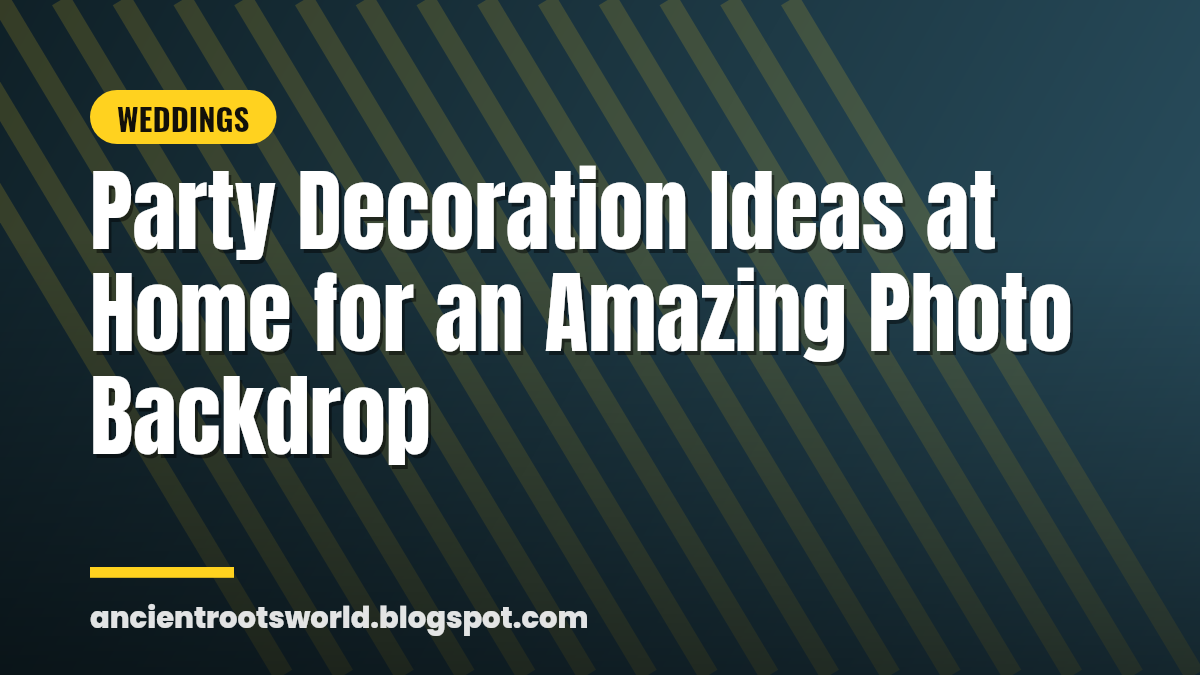 WEDDINGS
Party Decoration Ideas at
Home for an Amazing Photo
Backdrop
ancientrootsworld.blogspot.com